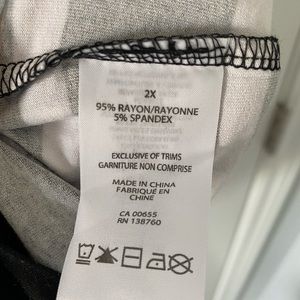 2X
95% RAYON/RAYONNE
5% SPANDEX
EXCLUSIVE OF TRIMS
GARNITURE NON COMPRISE
MADE IN CHINA
FABRIQUÉ EN
CHINE
CA 00655
RN 138760